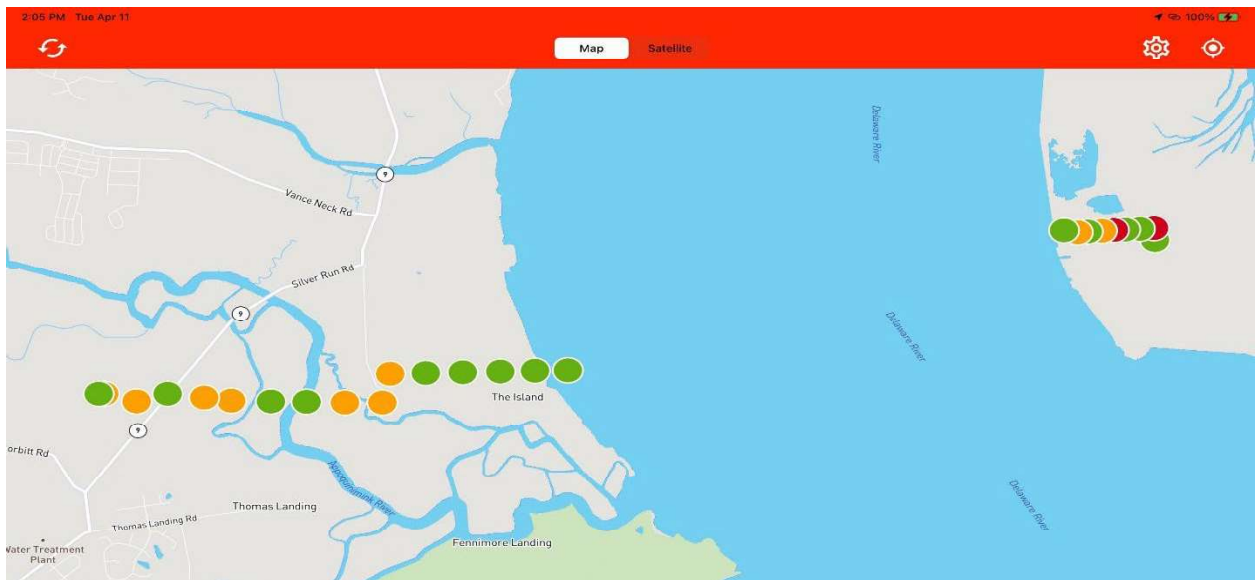 2:05 PM Tue Apr 11
100%
Map
Satellite
Delaware River
9
Vance Neck Rd
Silver Run Rd
9
Delaware River
The Island
9
orbitt Rd
Appoquinimink River
Delaware River
Thomas Landing
Thomas Landing Rd
Water Treatment
Plant
Fennimore Landing